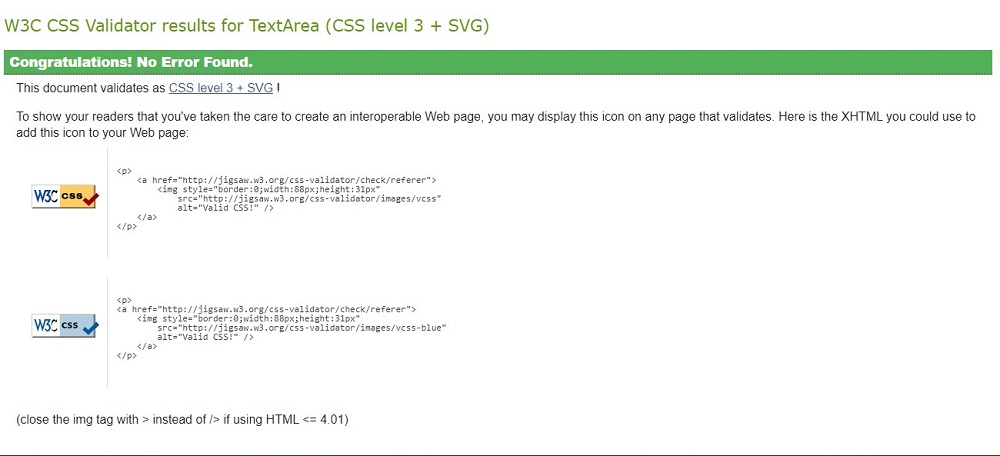 W3C CSS Validator results for TextArea (CSS level 3 + SVG)
Congratulations! No Error Found.
This document validates as CSS level 3 + SVG !
To show your readers that you've taken the care to create an interoperable Web page, you may display this icon on any page that validates. Here is the XHTML you could use to
add this icon to your Web page:
W3C css
<p>
<a href="http://jigsaw.w3.org/css-validator/check/referer">
<img style="border:0;width:88px;height:31px"
src="http://jigsaw.w3.org/css-validator/images/vcss"
alt="Valid CSS!" />
</a>
</p>
W3C css
<p>
<a href="http://jigsaw.w3.org/css-validator/check/referer">
<img style="border:0;width:88px;height:31px"
src="http://jigsaw.w3.org/css-validator/images/vcss-blue"
alt="Valid CSS!" />
</a>
</p>
(close the img tag with > instead of /> if using HTML <= 4.01)